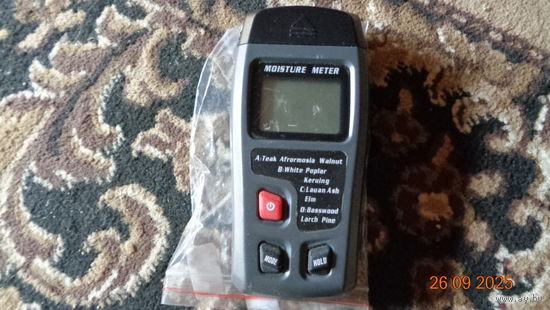 MOISTURE METER
A:Teak Afrormosia Walnut
B:White Poplar
Keruing
C:Lauan Ash
Elm
D:Basswood
Larch Pine
MODE
HOLD
26 09 2025